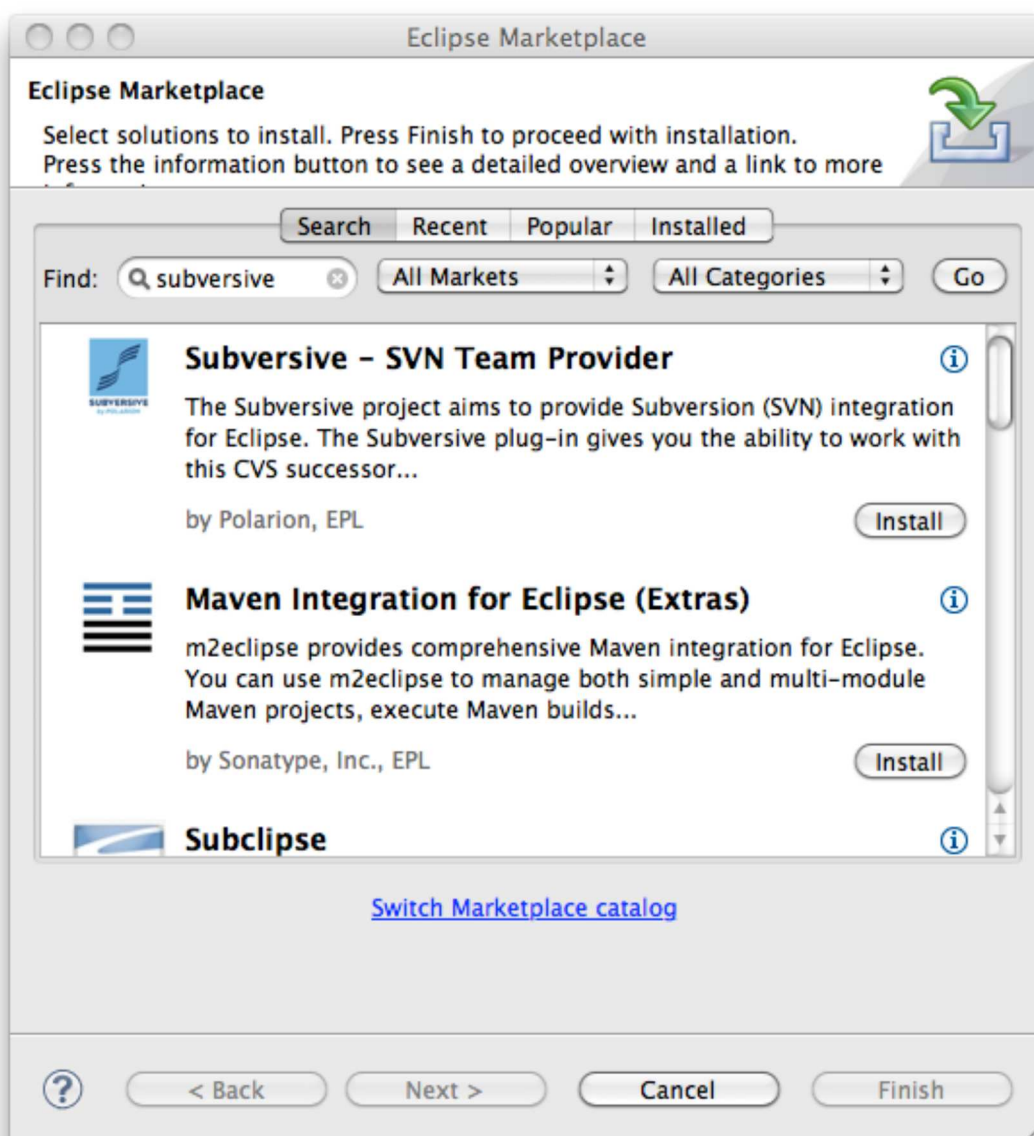 Eclipse Marketplace
Eclipse Marketplace
Select solutions to install. Press Finish to proceed with installation.
Press the information button to see a detailed overview and a link to more
Search Recent Popular Installed
Find: subversive All Markets All Categories Go
Subversive - SVN Team Provider
SUBVERSIVE
by POLARION
The Subversive project aims to provide Subversion (SVN) integration
for Eclipse. The Subversive plug-in gives you the ability to work with
this CVS successor...
by Polarion, EPL Install
Maven Integration for Eclipse (Extras)
m2eclipse provides comprehensive Maven integration for Eclipse.
You can use m2eclipse to manage both simple and multi-module
Maven projects, execute Maven builds...
by Sonatype, Inc., EPL Install
Subclipse
Switch Marketplace catalog
? < Back Next > Cancel Finish